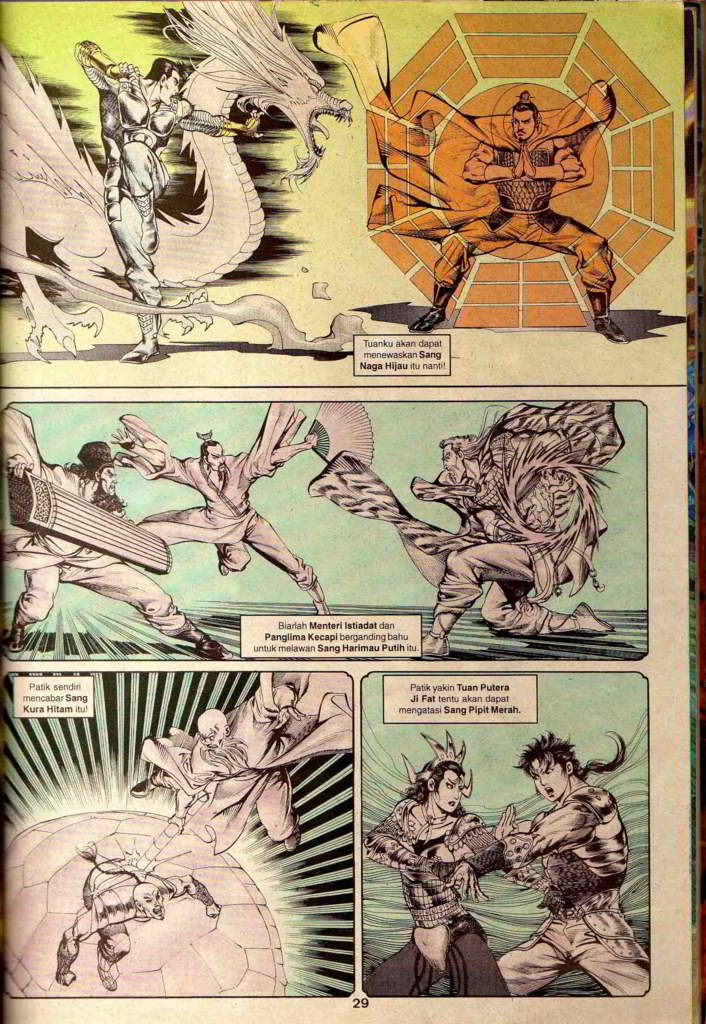 Tuanku akan dapat
menewaskan Sang
Naga Hijau itu nanti!
Biarlah Menteri Istiadat dan
Panglima Kecapi berganding bahu
untuk melawan Sang Harimau Putih itu.
Patik sendiri
mencabar Sang
Kura Hitam itu!
Patik yakin Tuan Putera
Ji Fat tentu akan dapat
mengatasi Sang Pipit Merah.
29